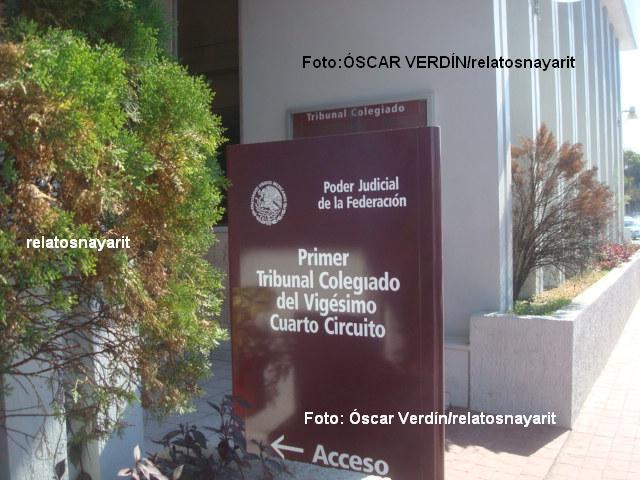 Foto:ÓSCAR VERDÍN/relatosnayarit
Tribunal Colegiado
Poder Judicial
de la Federación
relatosnayarit
Primer
Tribunal Colegiado
del Vigésimo
Cuarto Circuito
Foto: Óscar Verdín/relatosnayarit
← Acceso